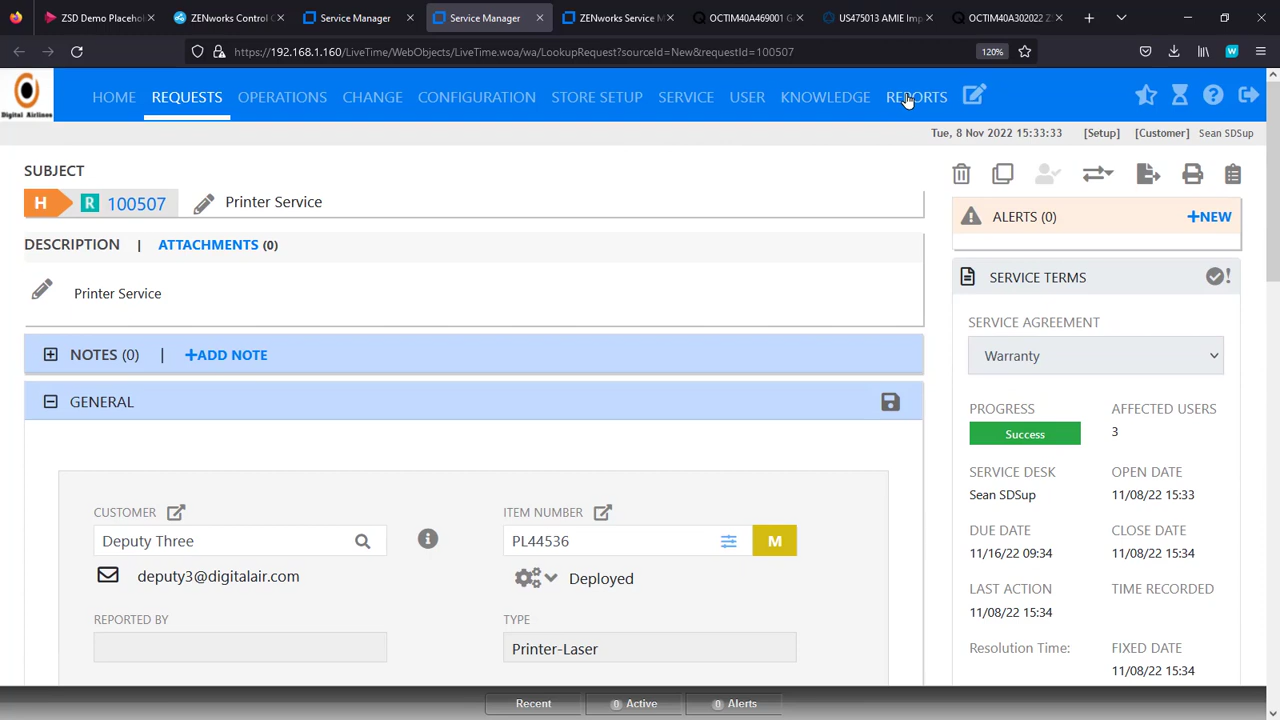 ZSD Demo Placehol
ZENworks Control C
Service Manager
Service Manager
ZENworks Service M
OCTIM40A469001 G
US475013 AMIE Imp
OCTIM40A302022 Z
https://192.168.1.160/LiveTime/WebObjects/LiveTime.woa/wa/LookupRequest?sourceId=New&requestId=100507
120%
Digital Airlines
HOME
REQUESTS
OPERATIONS
CHANGE
CONFIGURATION
STORE SETUP
SERVICE
USER
KNOWLEDGE
REPORTS
Tue, 8 Nov 2022 15:33:33 [Setup] [Customer] Sean SDSup
SUBJECT
H R 100507 Printer Service
DESCRIPTION | ATTACHMENTS (0)
Printer Service
NOTES (0) | +ADD NOTE
GENERAL
CUSTOMER
Deputy Three
deputy3@digitalair.com
REPORTED BY
ITEM NUMBER
PL44536
M
Deployed
TYPE
Printer-Laser
ALERTS (0) +NEW
SERVICE TERMS
SERVICE AGREEMENT
Warranty
PROGRESS
Success
AFFECTED USERS
3
SERVICE DESK
Sean SDSup
OPEN DATE
11/08/22 15:33
DUE DATE
11/16/22 09:34
CLOSE DATE
11/08/22 15:34
LAST ACTION
11/08/22 15:34
TIME RECORDED
Resolution Time:
FIXED DATE
11/08/22 15:34
Recent
0 Active
0 Alerts